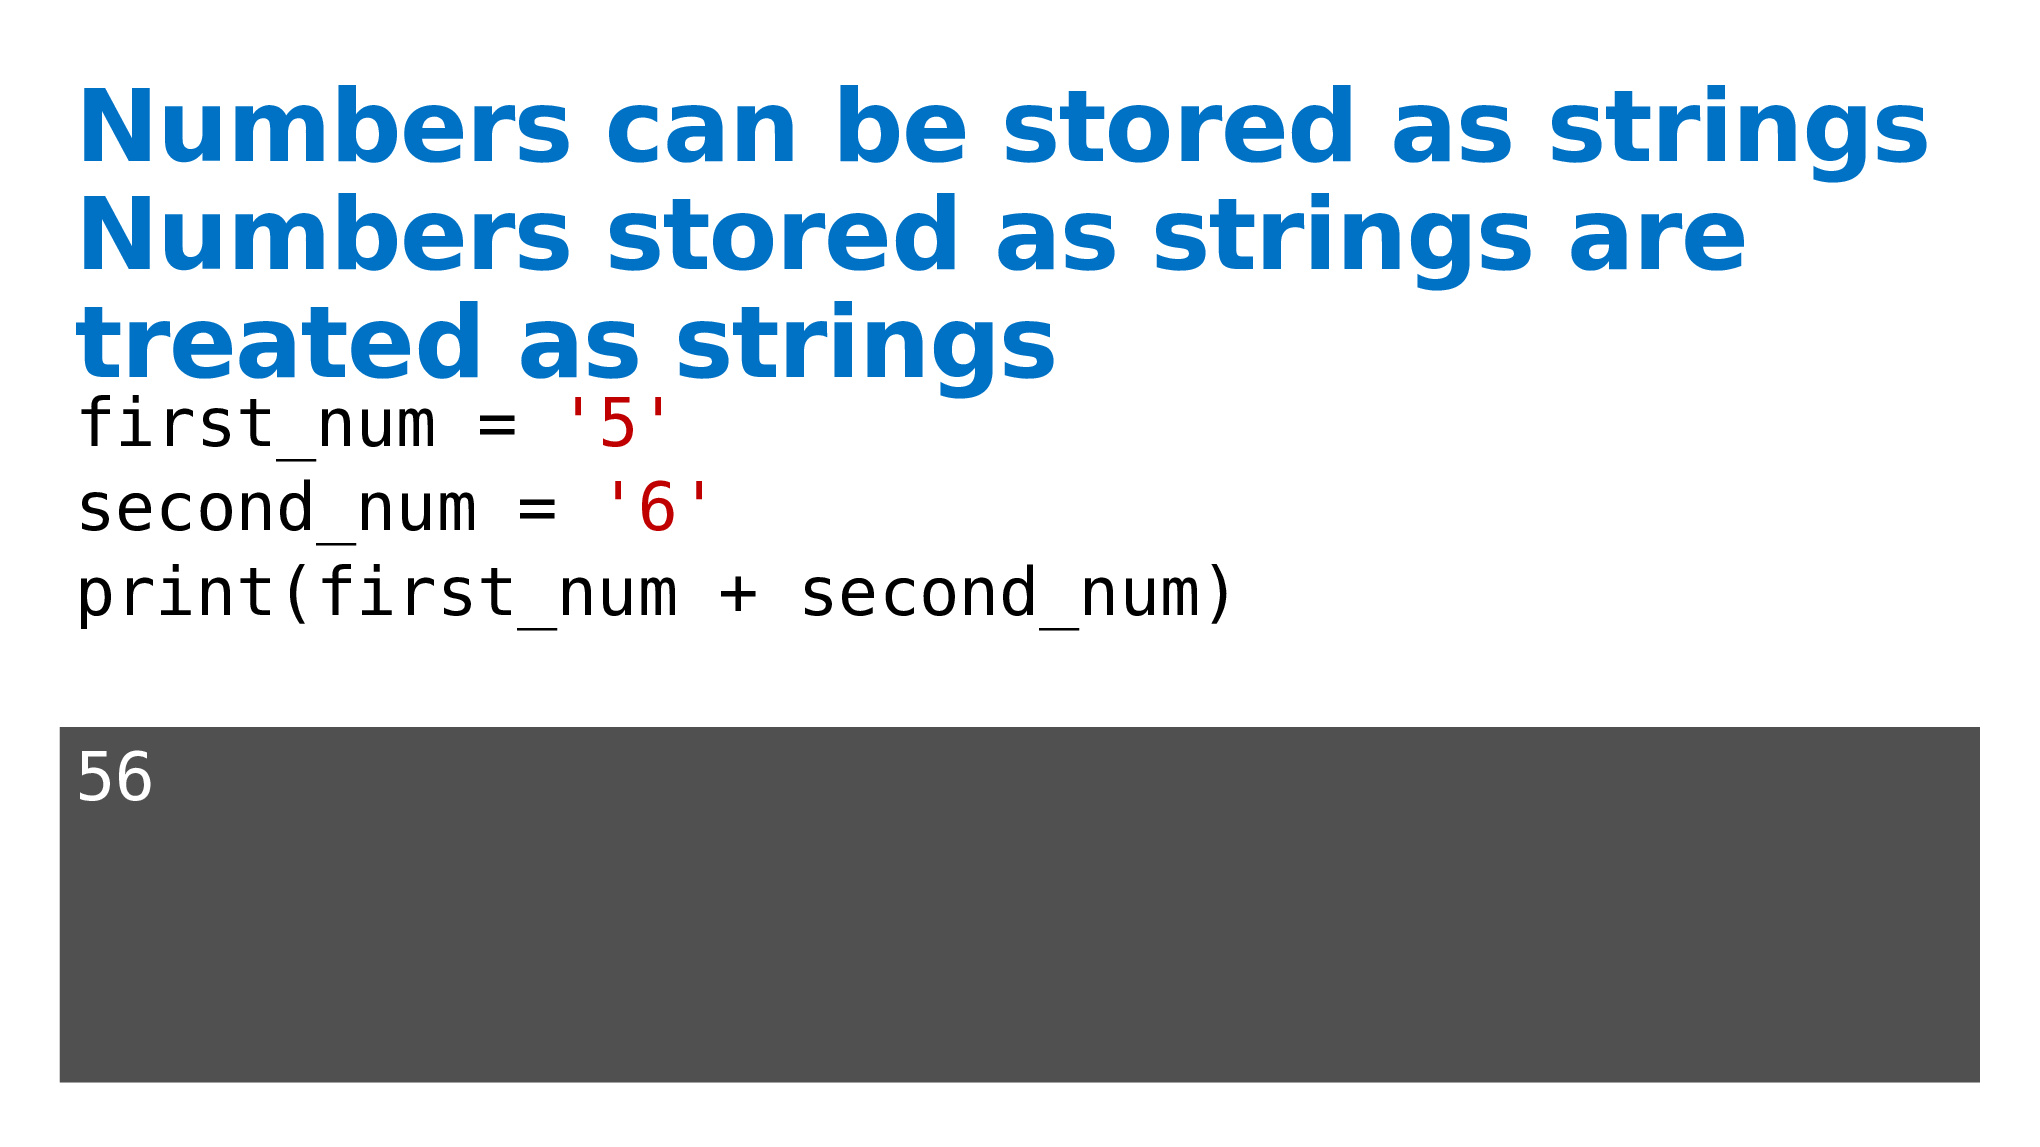 Numbers can be stored as strings
Numbers stored as strings are
treated as strings
first_num = '5'
second_num = '6'
print(first_num + second_num)
56